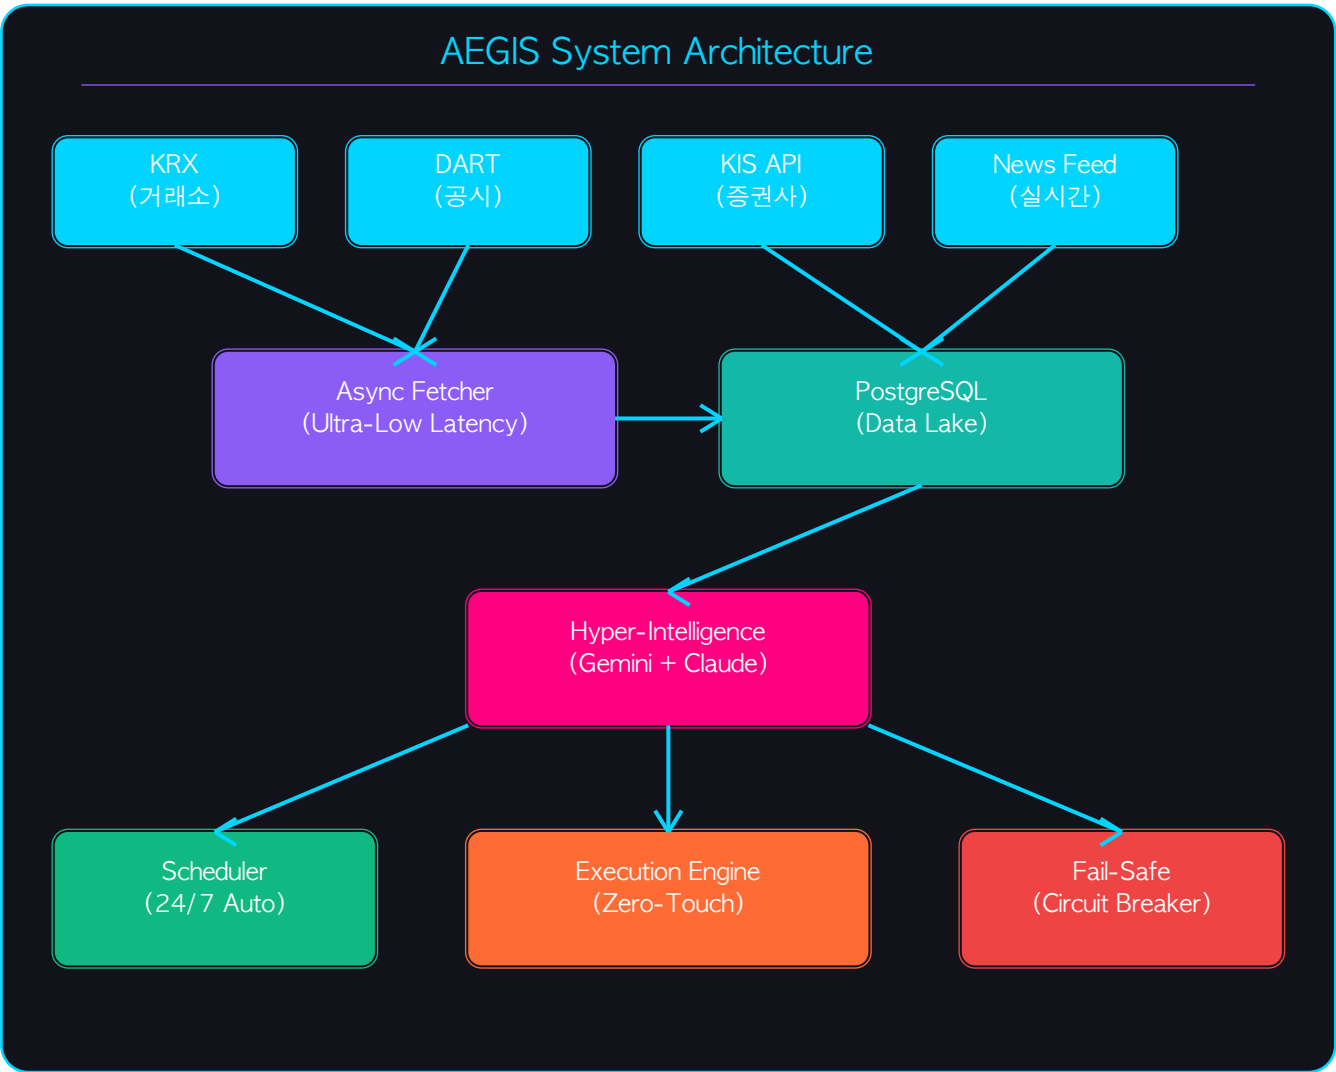 AEGIS System Architecture
KRX
(거래소)
DART
(공시)
KIS API
(증권사)
News Feed
(실시간)
Async Fetcher
(Ultra-Low Latency)
PostgreSQL
(Data Lake)
Hyper-Intelligence
(Gemini + Claude)
Scheduler
(24/7 Auto)
Execution Engine
(Zero-Touch)
Fail-Safe
(Circuit Breaker)